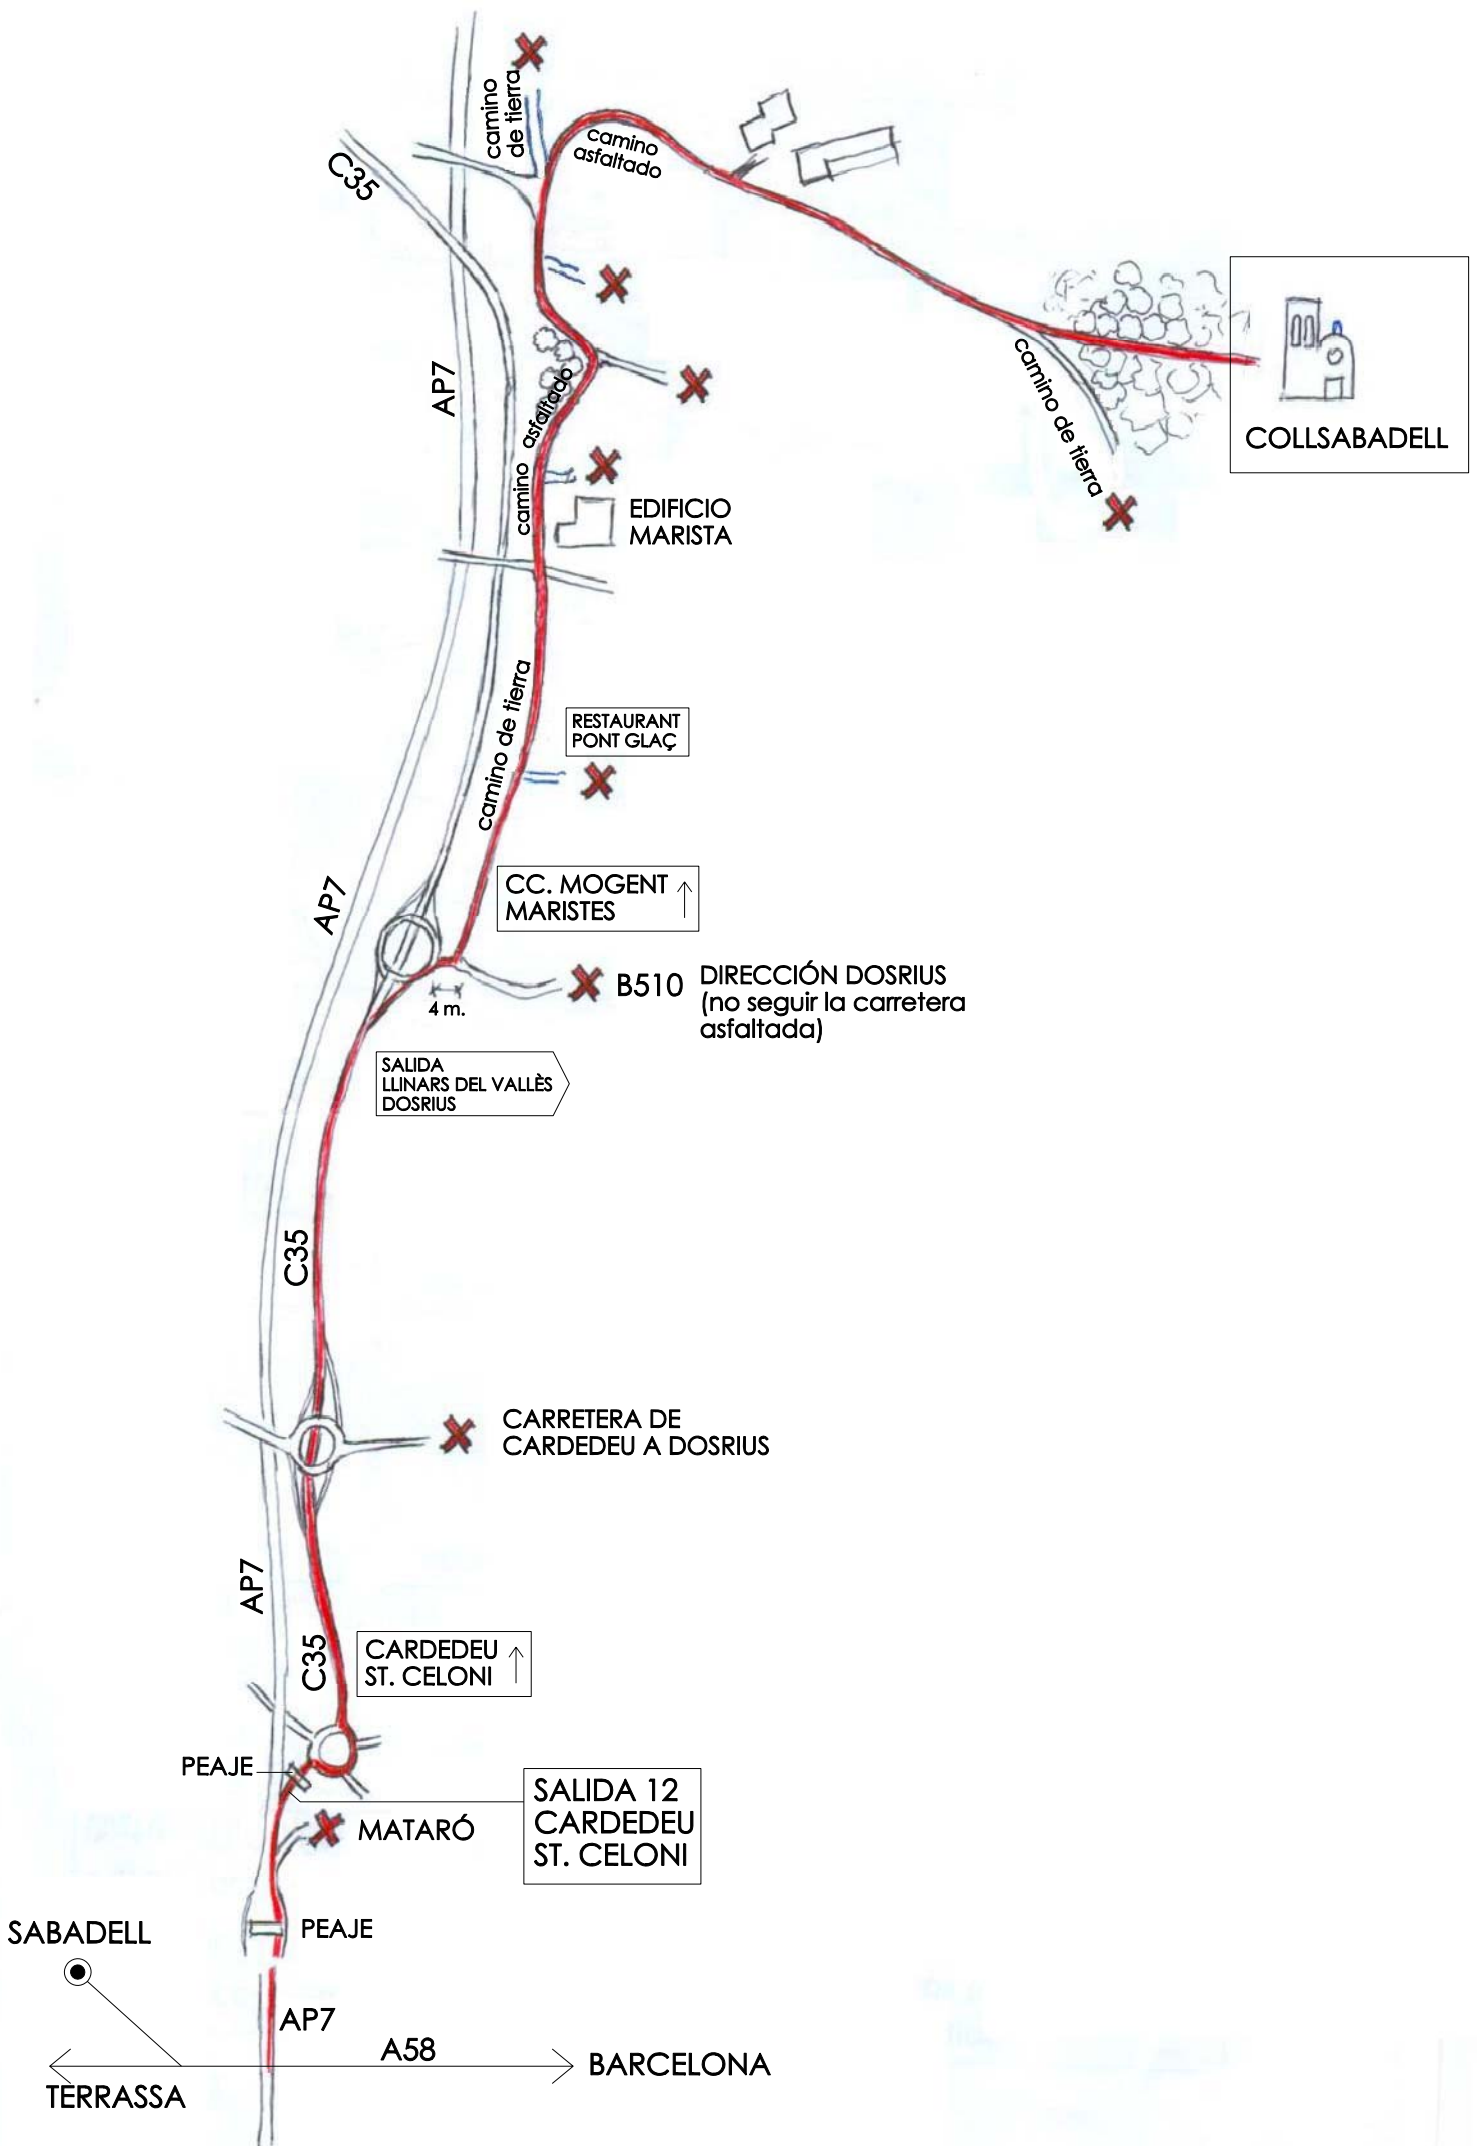 camino
de tierra
camino
asfaltado
C35
AP7
camino asfaltado
camino de tierra
COLLSABADELL
EDIFICIO
MARISTA
camino de tierra
RESTAURANT
PONT GLAÇ
AP7
CC. MOGENT
MARISTES
B510
DIRECCIÓN DOSRIUS
(no seguir la carretera
asfaltada)
4 m.
SALIDA
LLINARS DEL VALLÈS
DOSRIUS
C35
CARRETERA DE
CARDEDEU A DOSRIUS
AP7
C35
CARDEDEU
ST. CELONI
PEAJE
SALIDA 12
CARDEDEU
ST. CELONI
MATARÓ
PEAJE
SABADELL
AP7
A58
BARCELONA
TERRASSA